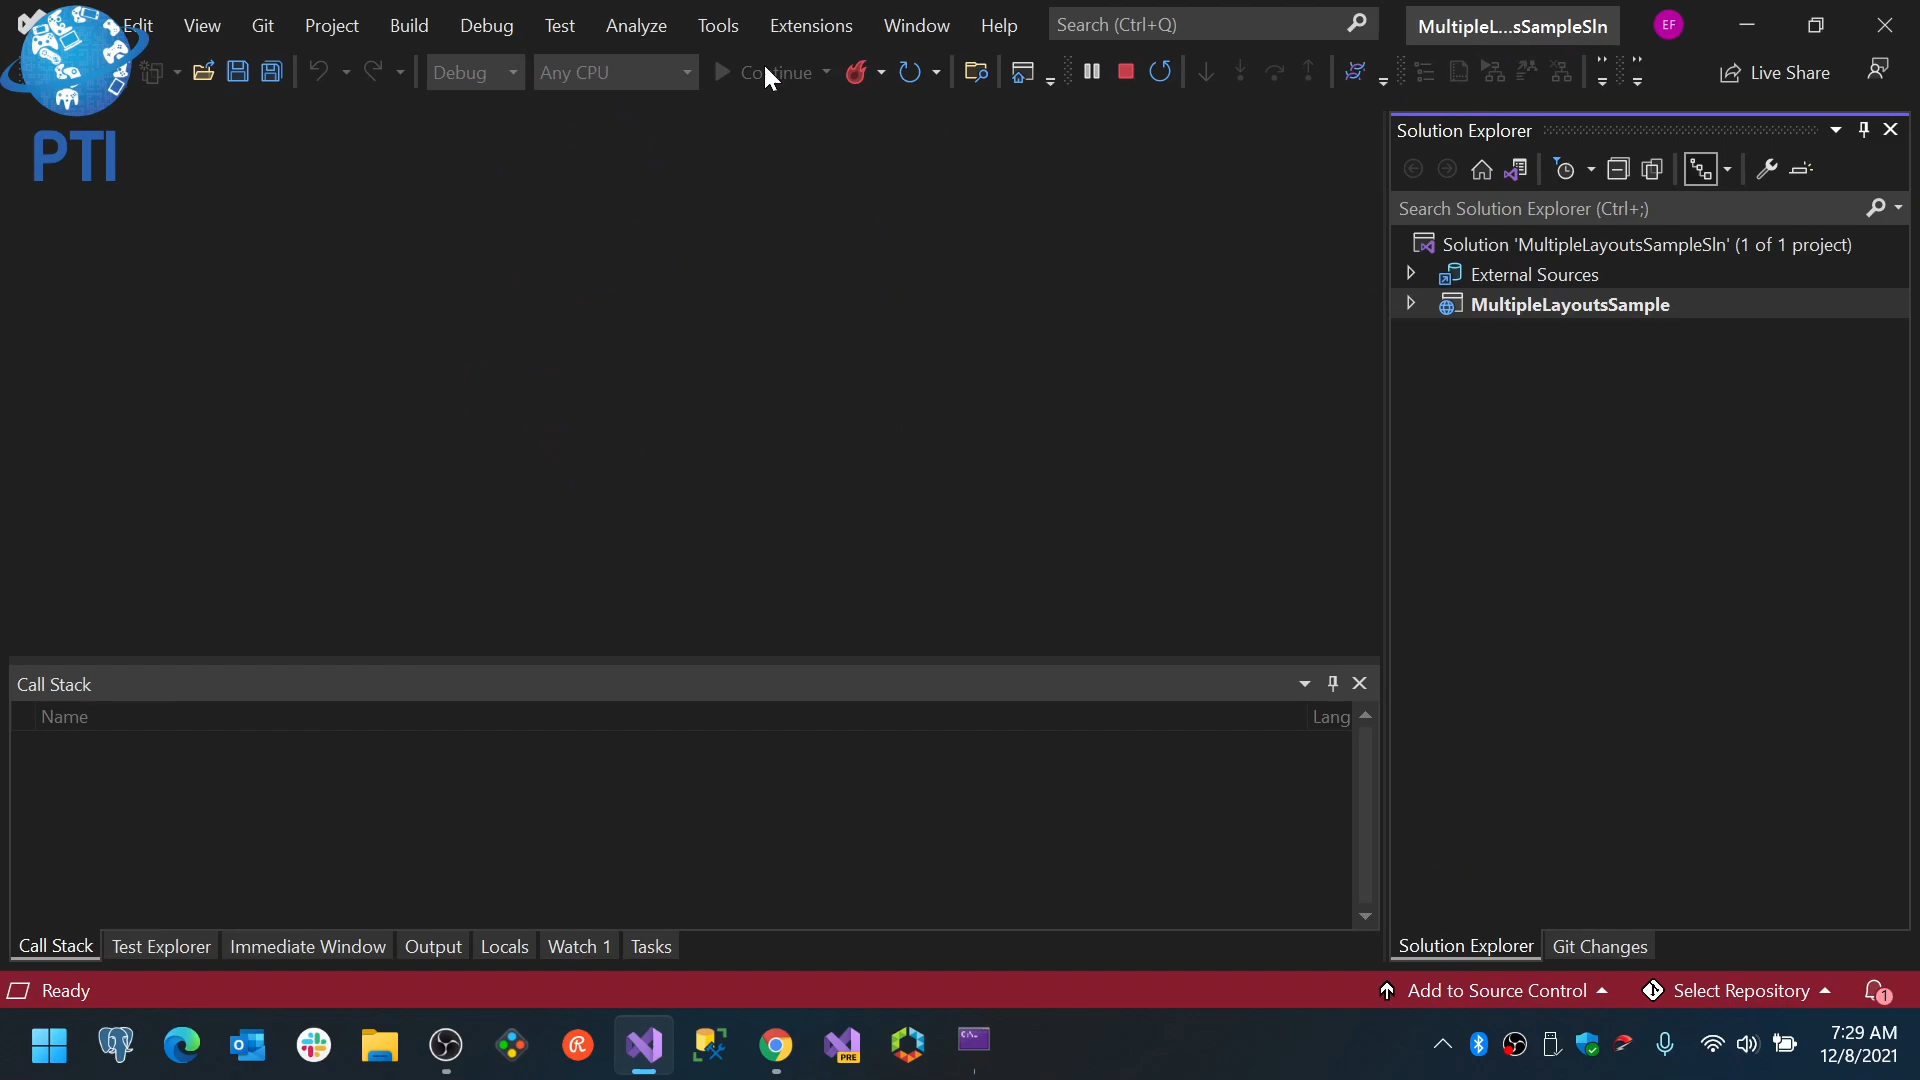 Edit View Git Project Build Debug Test Analyze Tools Extensions Window Help Search (Ctrl+Q) MultipleL...sSampleSln EF
Debug Any CPU Continue Live Share
PTI
Solution Explorer
Search Solution Explorer (Ctrl+;)
Solution 'MultipleLayoutsSampleSln' (1 of 1 project)
External Sources
MultipleLayoutsSample
Call Stack
Name Lang
Call Stack Test Explorer Immediate Window Output Locals Watch 1 Tasks
Solution Explorer Git Changes
Ready Add to Source Control Select Repository 1
PRE
7:29 AM
12/8/2021